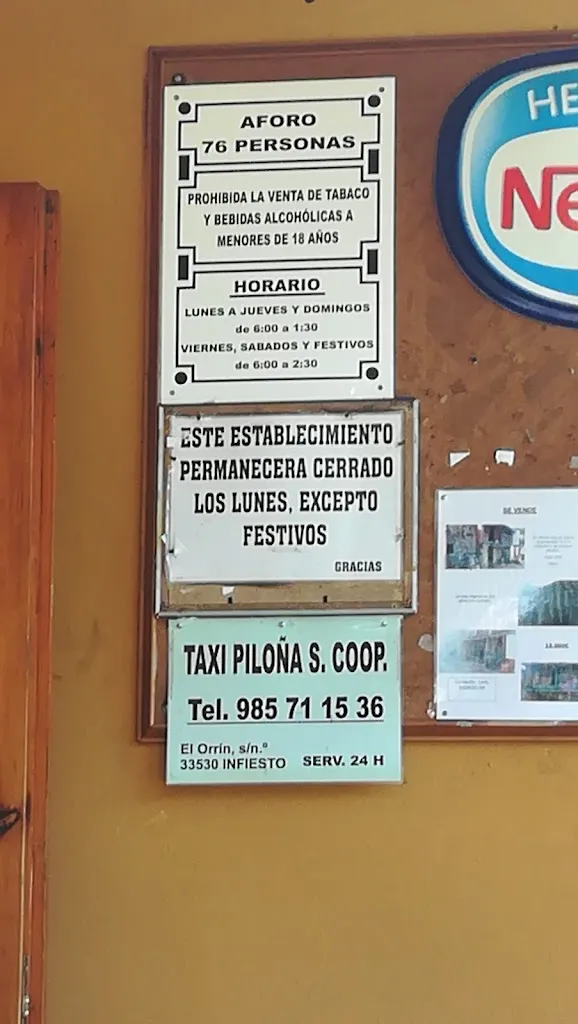 AFORO
76 PERSONAS
PROHIBIDA LA VENTA DE TABACO
Y BEBIDAS ALCOHÓLICAS A
MENORES DE 18 AÑOS
HORARIO
LUNES A JUEVES Y DOMINGOS
de 6:00 a 1:30
VIERNES, SABADOS Y FESTIVOS
de 6:00 a 2:30
ESTE ESTABLECIMIENTO
PERMANECERA CERRADO
LOS LUNES, EXCEPTO
FESTIVOS
GRACIAS
TAXI PILOÑA S. COOP.
Tel. 985 71 15 36
El Orrín, s/n.º
33530 INFIESTO SERV. 24 H
HE
Ne
SE VENDE